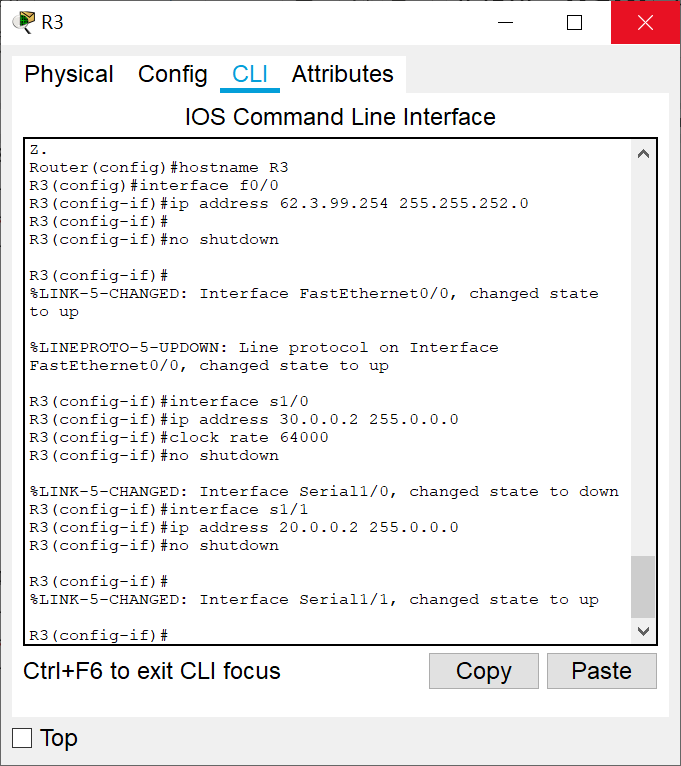 R3
Physical Config CLI Attributes
IOS Command Line Interface
Z.
Router(config)#hostname R3
R3(config)#interface f0/0
R3(config-if)#ip address 62.3.99.254 255.255.252.0
R3(config-if)#
R3(config-if)#no shutdown
R3(config-if)#
%LINK-5-CHANGED: Interface FastEthernet0/0, changed state
to up
%LINEPROTO-5-UPDOWN: Line protocol on Interface
FastEthernet0/0, changed state to up
R3(config-if)#interface s1/0
R3(config-if)#ip address 30.0.0.2 255.0.0.0
R3(config-if)#clock rate 64000
R3(config-if)#no shutdown
%LINK-5-CHANGED: Interface Serial1/0, changed state to down
R3(config-if)#interface s1/1
R3(config-if)#ip address 20.0.0.2 255.0.0.0
R3(config-if)#no shutdown
R3(config-if)#
%LINK-5-CHANGED: Interface Serial1/1, changed state to up
R3(config-if)#
Ctrl+F6 to exit CLI focus Copy Paste
Top